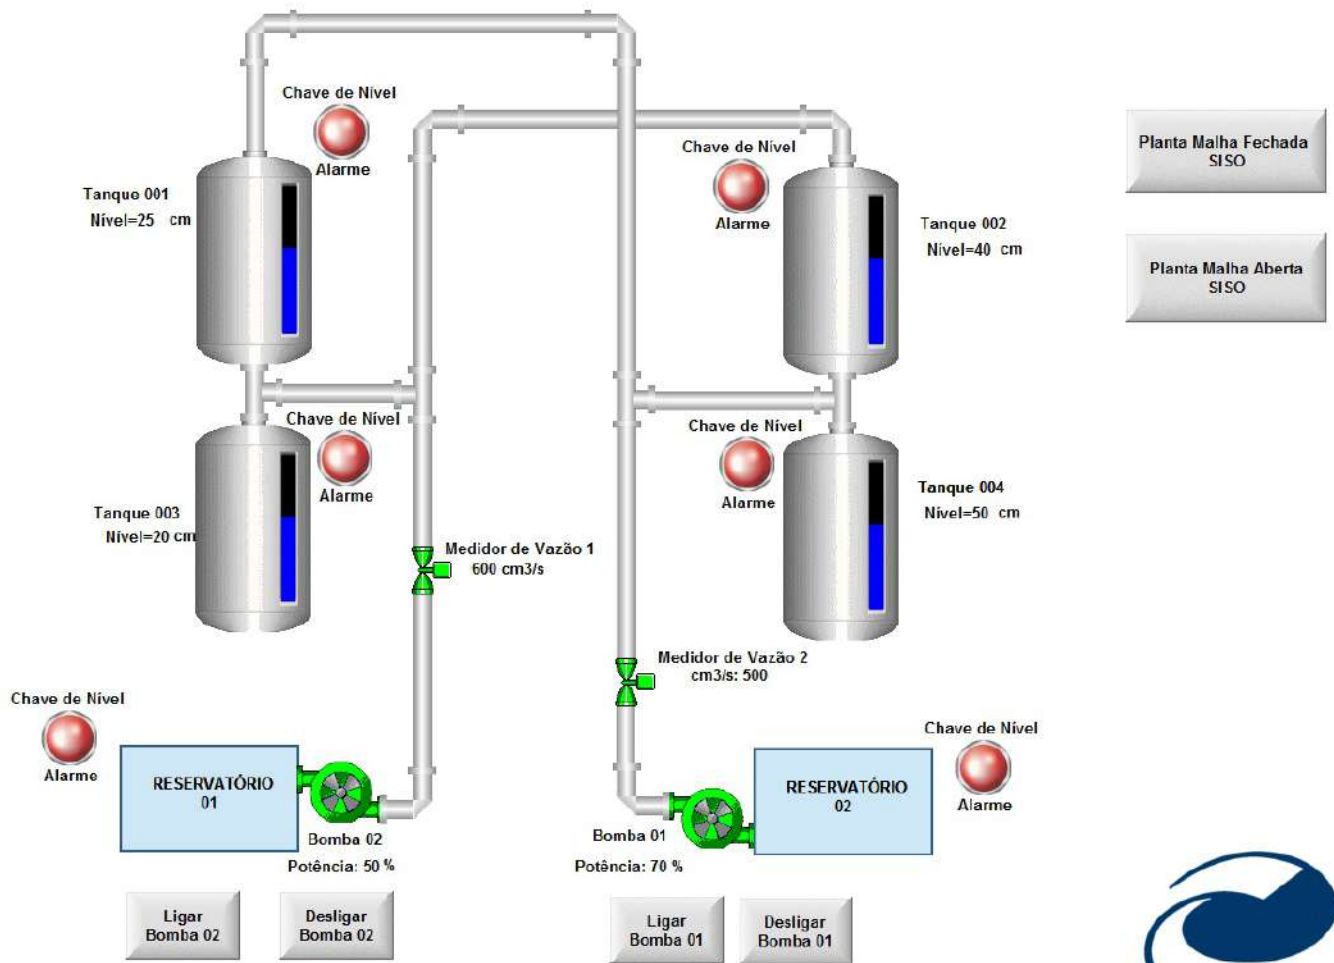 Chave de Nível
Alarme
Tanque 001
Nível=25 cm
Chave de Nível
Alarme
Tanque 002
Nível=40 cm
Planta Malha Fechada
SISO
Planta Malha Aberta
SISO
Chave de Nível
Alarme
Tanque 003
Nível=20 cm
Chave de Nível
Alarme
Tanque 004
Nível=50 cm
Medidor de Vazão 1
600 cm3/s
Medidor de Vazão 2
cm3/s: 500
Chave de Nível
Alarme
RESERVATÓRIO
01
Bomba 02
Potência: 50 %
Bomba 01
Potência: 70 %
RESERVATÓRIO
02
Chave de Nível
Alarme
Ligar
Bomba 02
Desligar
Bomba 02
Ligar
Bomba 01
Desligar
Bomba 01